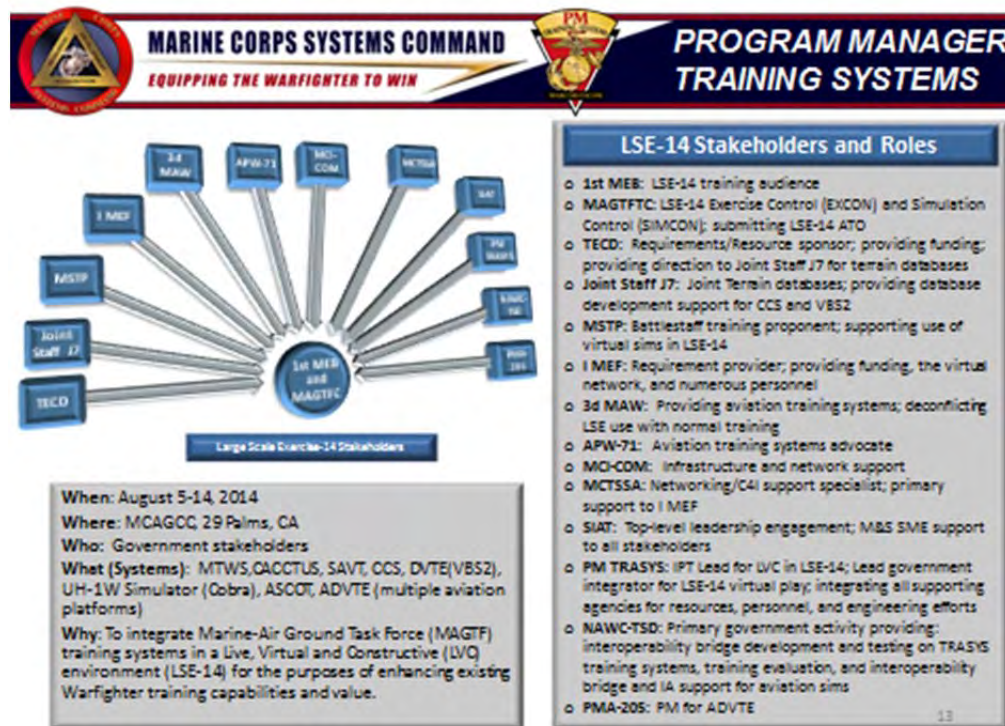 MARINE CORPS SYSTEMS COMMAND
EQUIPPING THE WARFIGHTER TO WIN
PM
PROGRAM MANAGER
TRAINING SYSTEMS
3d
MAW
APW-71
MCI-
COM
MCTSSA
SIAT
I MEF
PM
TRASYS
MSTP
NAWC-
TSD
Joint
Staff J7
PMA-
205
TECD
1st MEB
and
MAGTFC
Large Scale Exercise-14 Stakeholders
When: August 5-14, 2014
Where: MCAGCC, 29 Palms, CA
Who: Government stakeholders
What (Systems): MTWS,CACCTUS, SAVT, CCS, DVTE(VBS2),
UH-1W Simulator (Cobra), ASCOT, ADVTE (multiple aviation
platforms)
Why: To integrate Marine-Air Ground Task Force (MAGTF)
training systems in a Live, Virtual and Constructive (LVC)
environment (LSE-14) for the purposes of enhancing existing
Warfighter training capabilities and value.
LSE-14 Stakeholders and Roles
o 1st MEB: LSE-14 training audience
o MAGTFTC: LSE-14 Exercise Control (EXCON) and Simulation
Control (SIMCON); submitting LSE-14 ATO
o TECD: Requirements/Resource sponsor; providing funding;
providing direction to Joint Staff J7 for terrain databases
o Joint Staff J7: Joint Terrain databases; providing database
development support for CCS and VBS2
o MSTP: Battlestaff training proponent; supporting use of
virtual sims in LSE-14
o I MEF: Requirement provider; providing funding, the virtual
network, and numerous personnel
o 3d MAW: Providing aviation training systems; deconflicting
LSE use with normal training
o APW-71: Aviation training systems advocate
o MCI-COM: Infrastructure and network support
o MCTSSA: Networking/C4I support specialist; primary
support to I MEF
o SIAT: Top-level leadership engagement; M&S SME support
to all stakeholders
o PM TRASYS: IPT Lead for LVC in LSE-14; Lead government
integrator for LSE-14 virtual play; integrating all supporting
agencies for resources, personnel, and engineering efforts
o NAWC-TSD: Primary government activity providing:
interoperability bridge development and testing on TRASYS
training systems, training evaluation, and interoperability
bridge and IA support for aviation sims
o PMA-205: PM for ADVTE
13